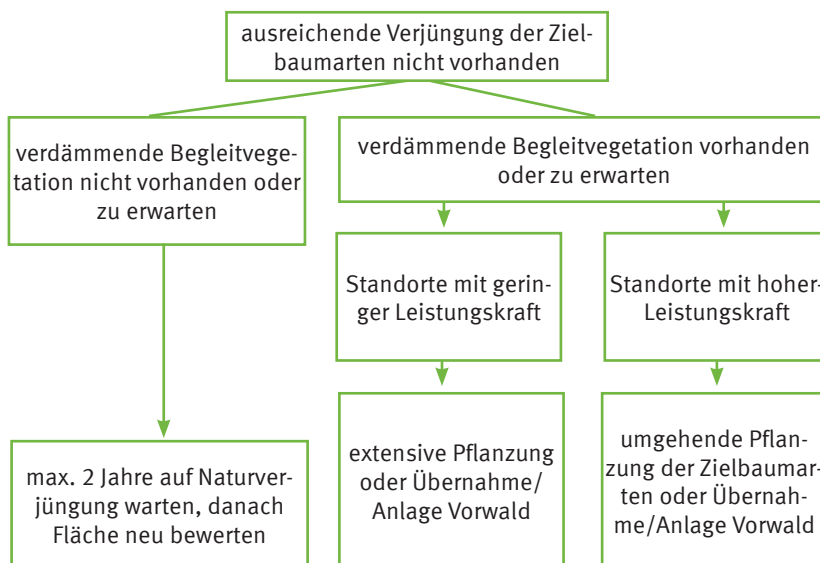 ausreichende Verjüngung der Ziel-
baumarten nicht vorhanden
verdämmende Begleitvege-
tation nicht vorhanden oder
zu erwarten
verdämmende Begleitvegetation vorhanden
oder zu erwarten
Standorte mit gerin-
ger Leistungskraft
Standorte mit hoher-
Leistungskraft
max. 2 Jahre auf Naturver-
jüngung warten, danach
Fläche neu bewerten
extensive Pflanzung
oder Übernahme/
Anlage Vorwald
umgehende Pflan-
zung der Zielbaumar-
ten oder Übernah-
me/Anlage Vorwald